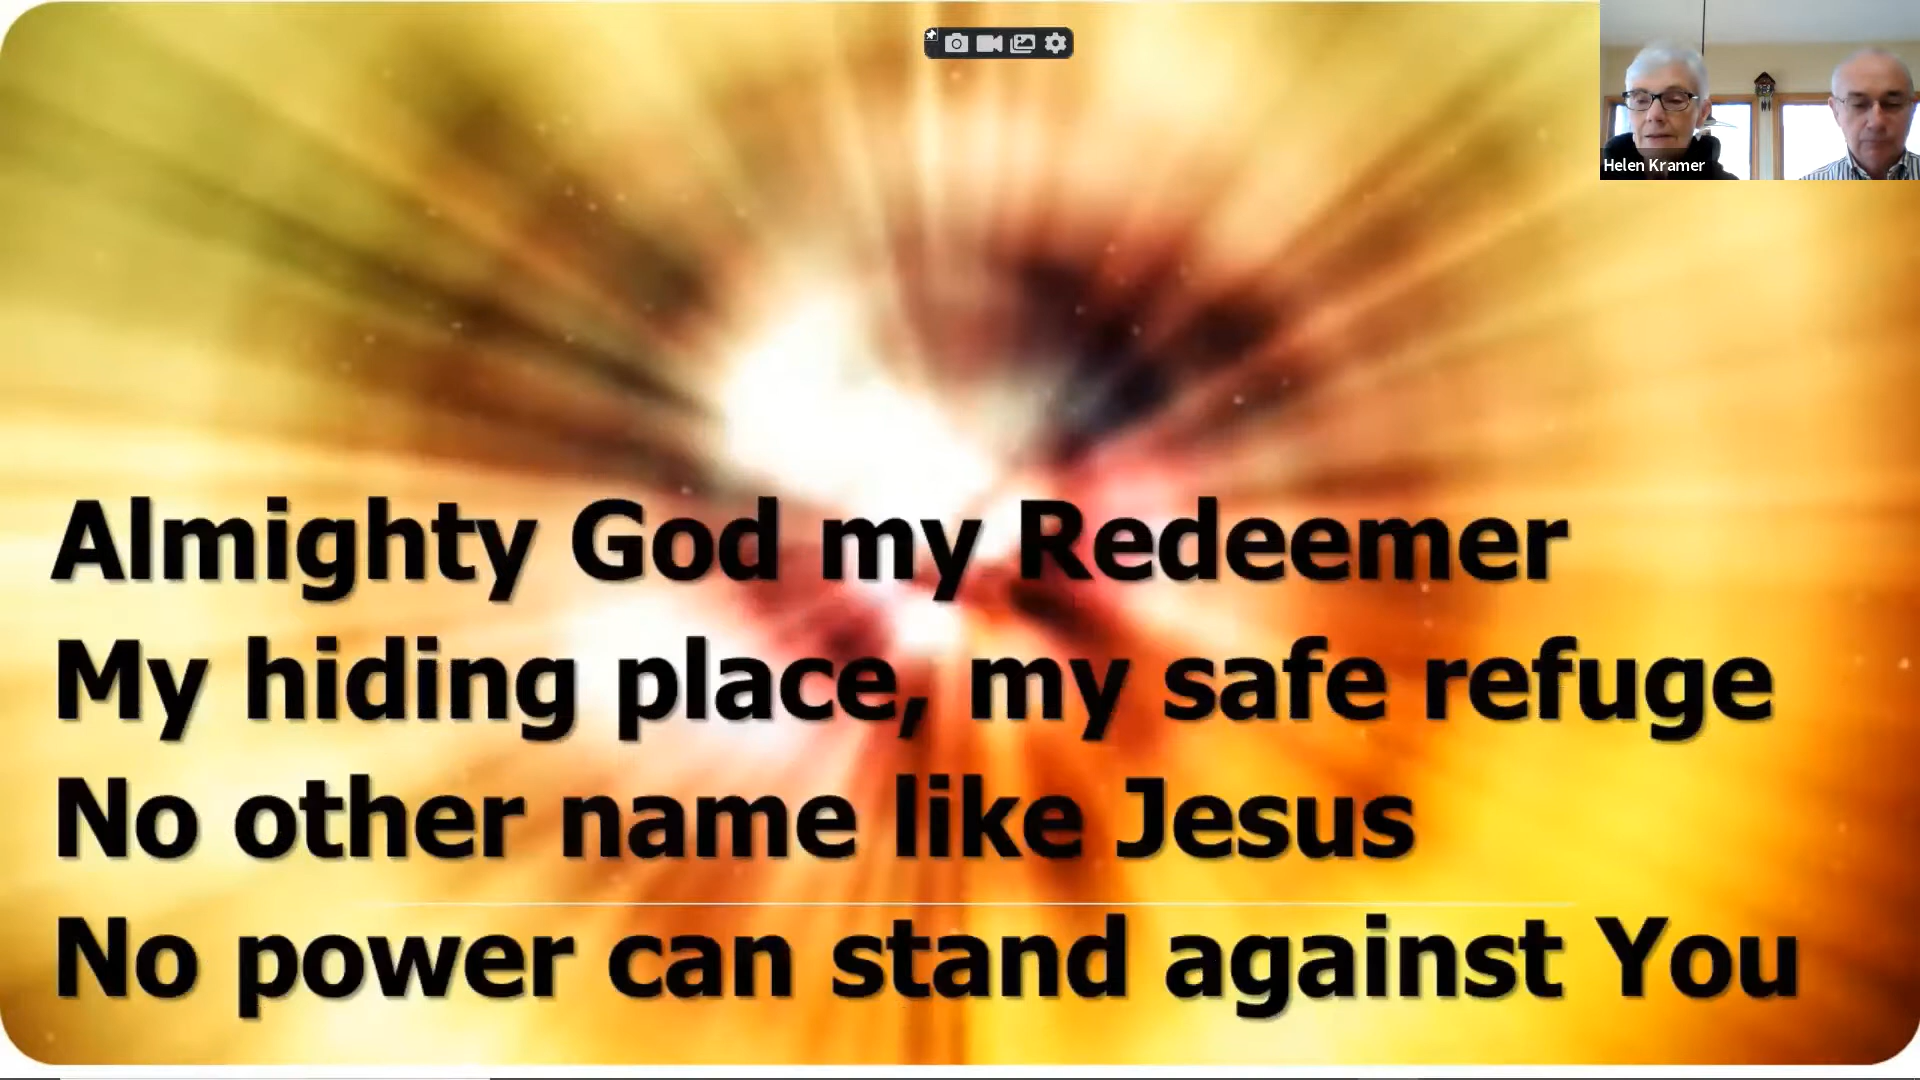 Helen Kramer
Almighty God my Redeemer
My hiding place, my safe refuge
No other name like Jesus
No power can stand against You